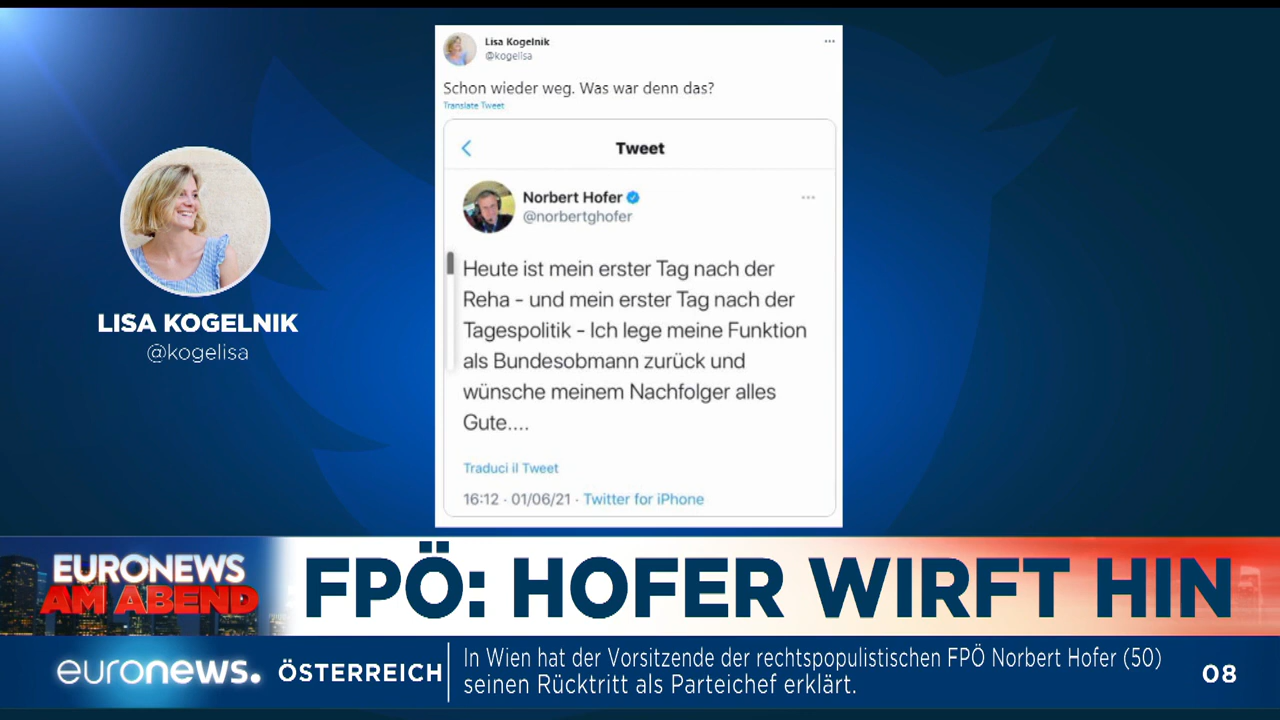 Lisa Kogelnik
@kogelisa
Schon wieder weg. Was war denn das?
Translate Tweet
Tweet
Norbert Hofer
@norbertghofer
Heute ist mein erster Tag nach der
Reha - und mein erster Tag nach der
Tagespolitik - Ich lege meine Funktion
als Bundesobmann zurück und
wünsche meinem Nachfolger alles
Gute....
Traduci il Tweet
16:12 · 01/06/21 · Twitter for iPhone
LISA KOGELNIK
@kogelisa
EURONEWS
AM ABEND
FPÖ: HOFER WIRFT HIN
euronews.
ÖSTERREICH
In Wien hat der Vorsitzende der rechtspopulistischen FPÖ Norbert Hofer (50)
seinen Rücktritt als Parteichef erklärt.
08